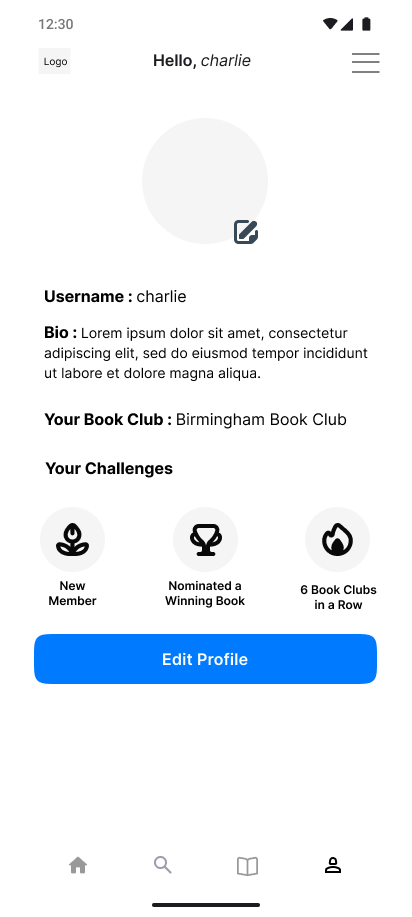 12:30
Logo
Hello, charlie
Username : charlie
Bio : Lorem ipsum dolor sit amet, consectetur
adipiscing elit, sed do eiusmod tempor incididunt
ut labore et dolore magna aliqua.
Your Book Club : Birmingham Book Club
Your Challenges
New
Member
Nominated a
Winning Book
6 Book Clubs
in a Row
Edit Profile